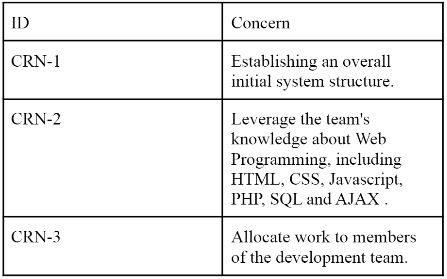 ID Concern
CRN-1 Establishing an overall
initial system structure.
CRN-2 Leverage the team's
knowledge about Web
Programming, including
HTML, CSS, Javascript,
PHP, SQL and AJAX .
CRN-3 Allocate work to members
of the development team.